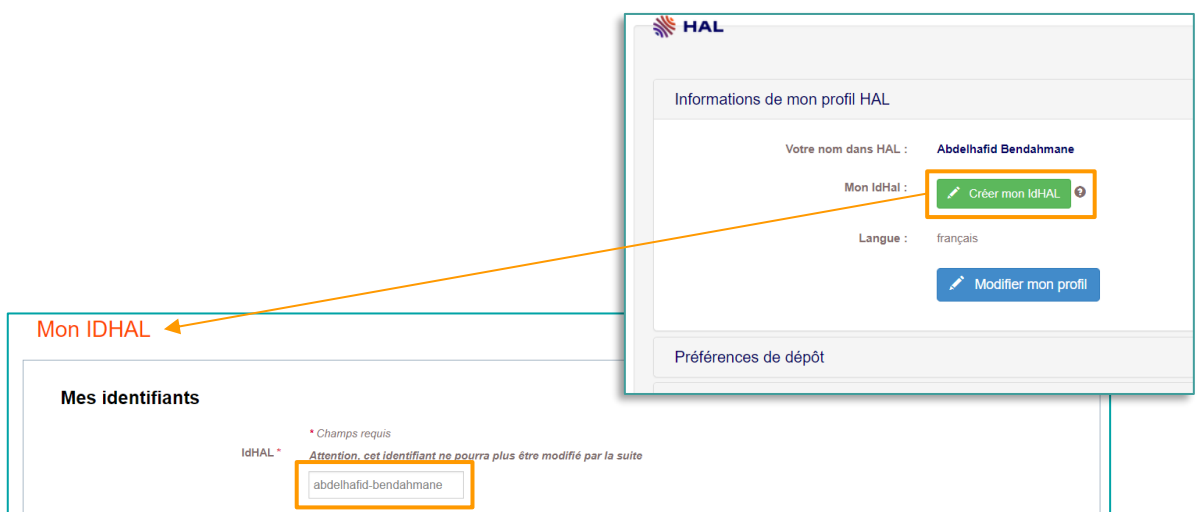 HAL
Informations de mon profil HAL
Votre nom dans HAL : Abdelhafid Bendahmane
Mon IdHal : Créer mon IdHAL ?
Langue : français
Modifier mon profil
Préférences de dépôt
Mon IDHAL
Mes identifiants
* Champs requis
IdHAL * Attention, cet identifiant ne pourra plus être modifié par la suite
abdelhafid-bendahmane